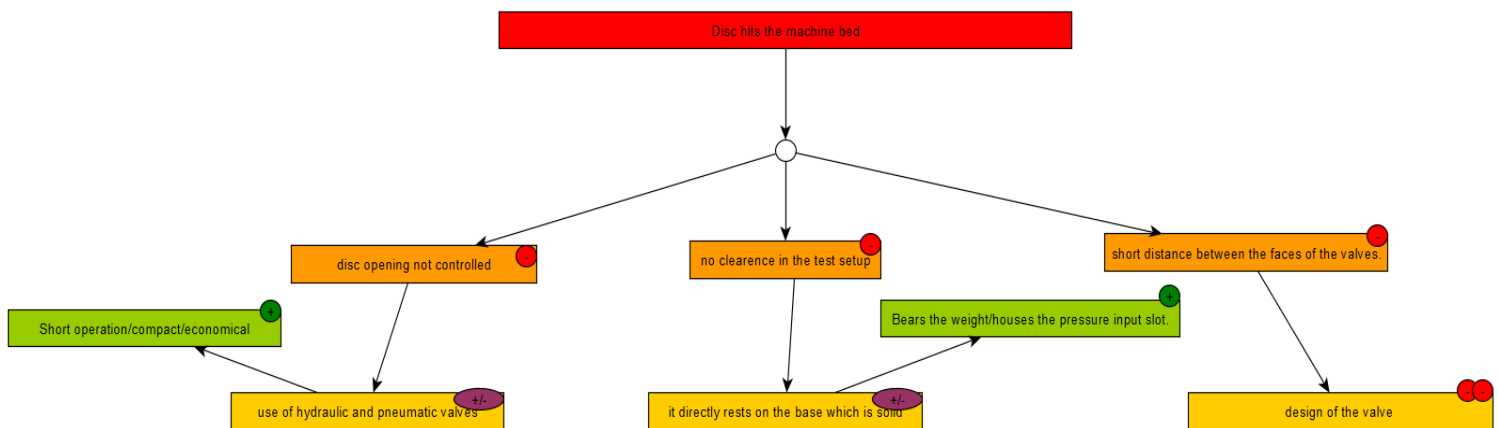 Disc hits the machine bed
-
short distance between the faces of the valves.
-
no clearence in the test setup
-
disc opening not controlled
+
Bears the weight/houses the pressure input slot.
+
Short operation/compact/economical
+/-
use of hydraulic and pneumatic valves
+/-
it directly rests on the base which is solid
- -
design of the valve